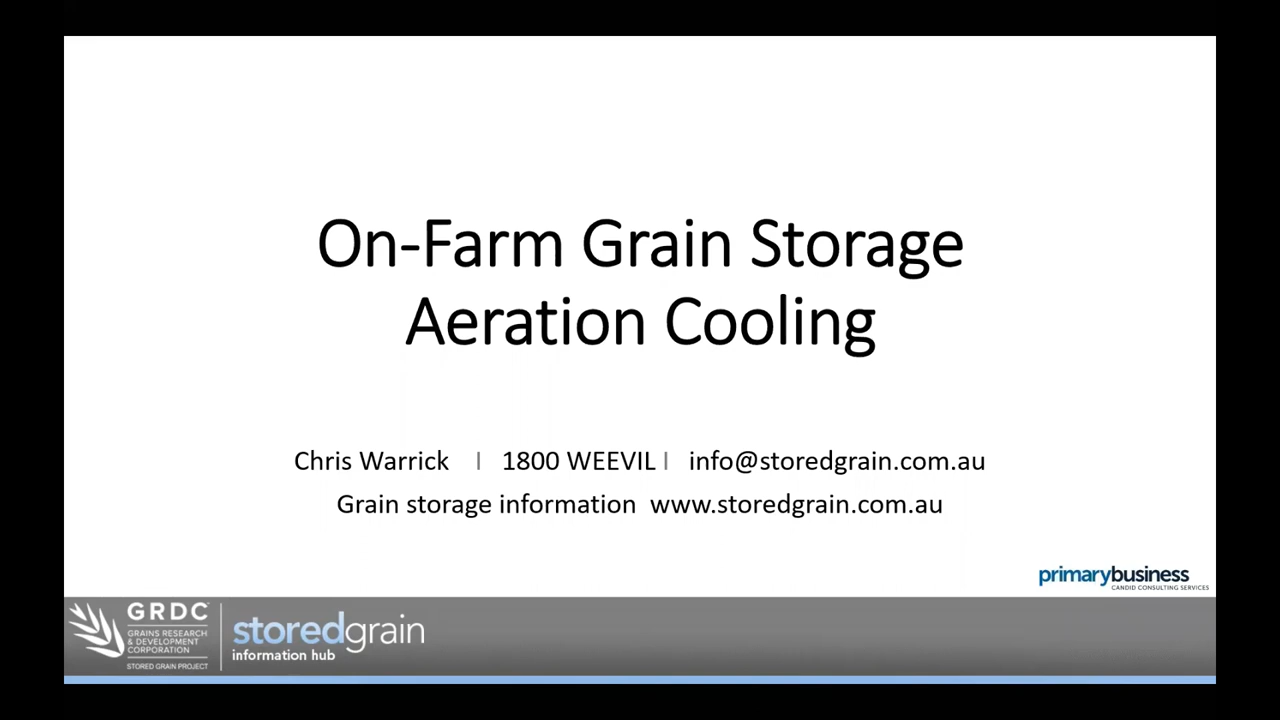 On-Farm Grain Storage
Aeration Cooling
Chris Warrick | 1800 WEEVIL | info@storedgrain.com.au
Grain storage information www.storedgrain.com.au
primarybusiness
CANDID CONSULTING SERVICES
GRDC
GRAINS RESEARCH
& DEVELOPMENT
CORPORATION
STORED GRAIN PROJECT
storedgrain
information hub